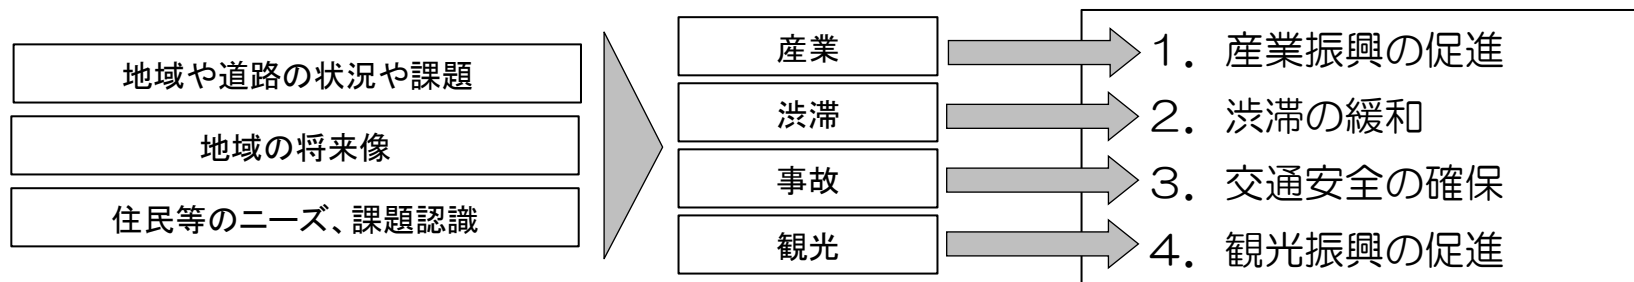 地域や道路の状況や課題
地域の将来像
住民等のニーズ、課題認識
産業
渋滞
事故
観光
１．産業振興の促進
２．渋滞の緩和
３．交通安全の確保
４．観光振興の促進